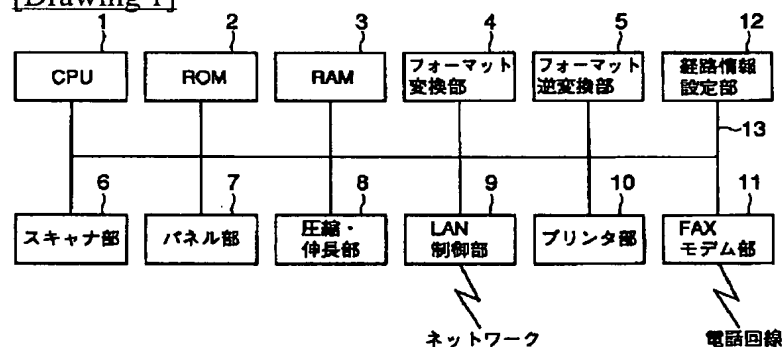 [Drawing 1]
1
2
3
4
5
12
CPU
ROM
RAM
フォーマット
変換部
フォーマット
逆変換部
経路情報
設定部
13
6
7
8
9
10
11
スキャナ部
パネル部
圧縮・
伸長部
LAN
制御部
プリンタ部
FAX
モデム部
ネットワーク
電話回線